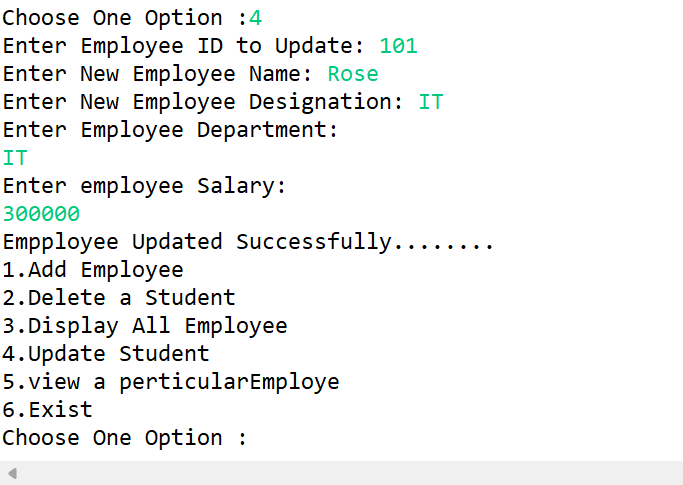 Choose One Option :4
Enter Employee ID to Update: 101
Enter New Employee Name: Rose
Enter New Employee Designation: IT
Enter Employee Department:
IT
Enter employee Salary:
300000
Empployee Updated Successfully........
1.Add Employee
2.Delete a Student
3.Display All Employee
4.Update Student
5.view a perticularEmploye
6.Exist
Choose One Option :